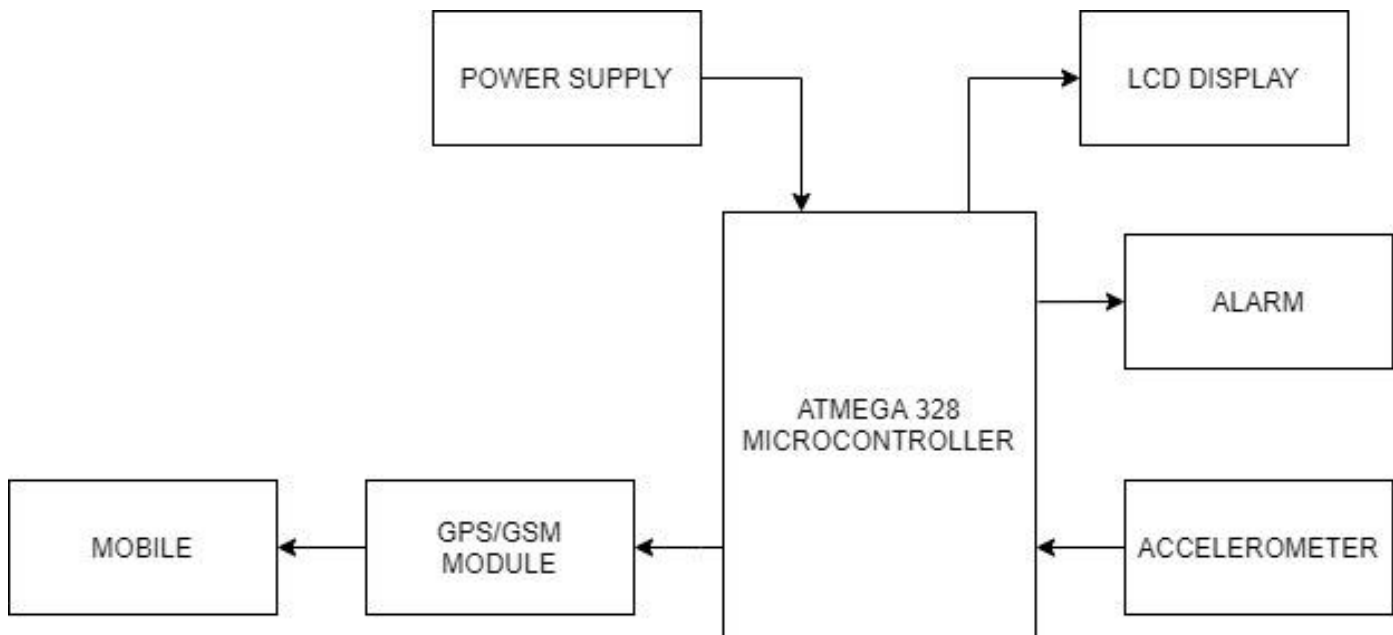 POWER SUPPLY
LCD DISPLAY
ALARM
ATMEGA 328
MICROCONTROLLER
MOBILE
GPS/GSM
MODULE
ACCELEROMETER